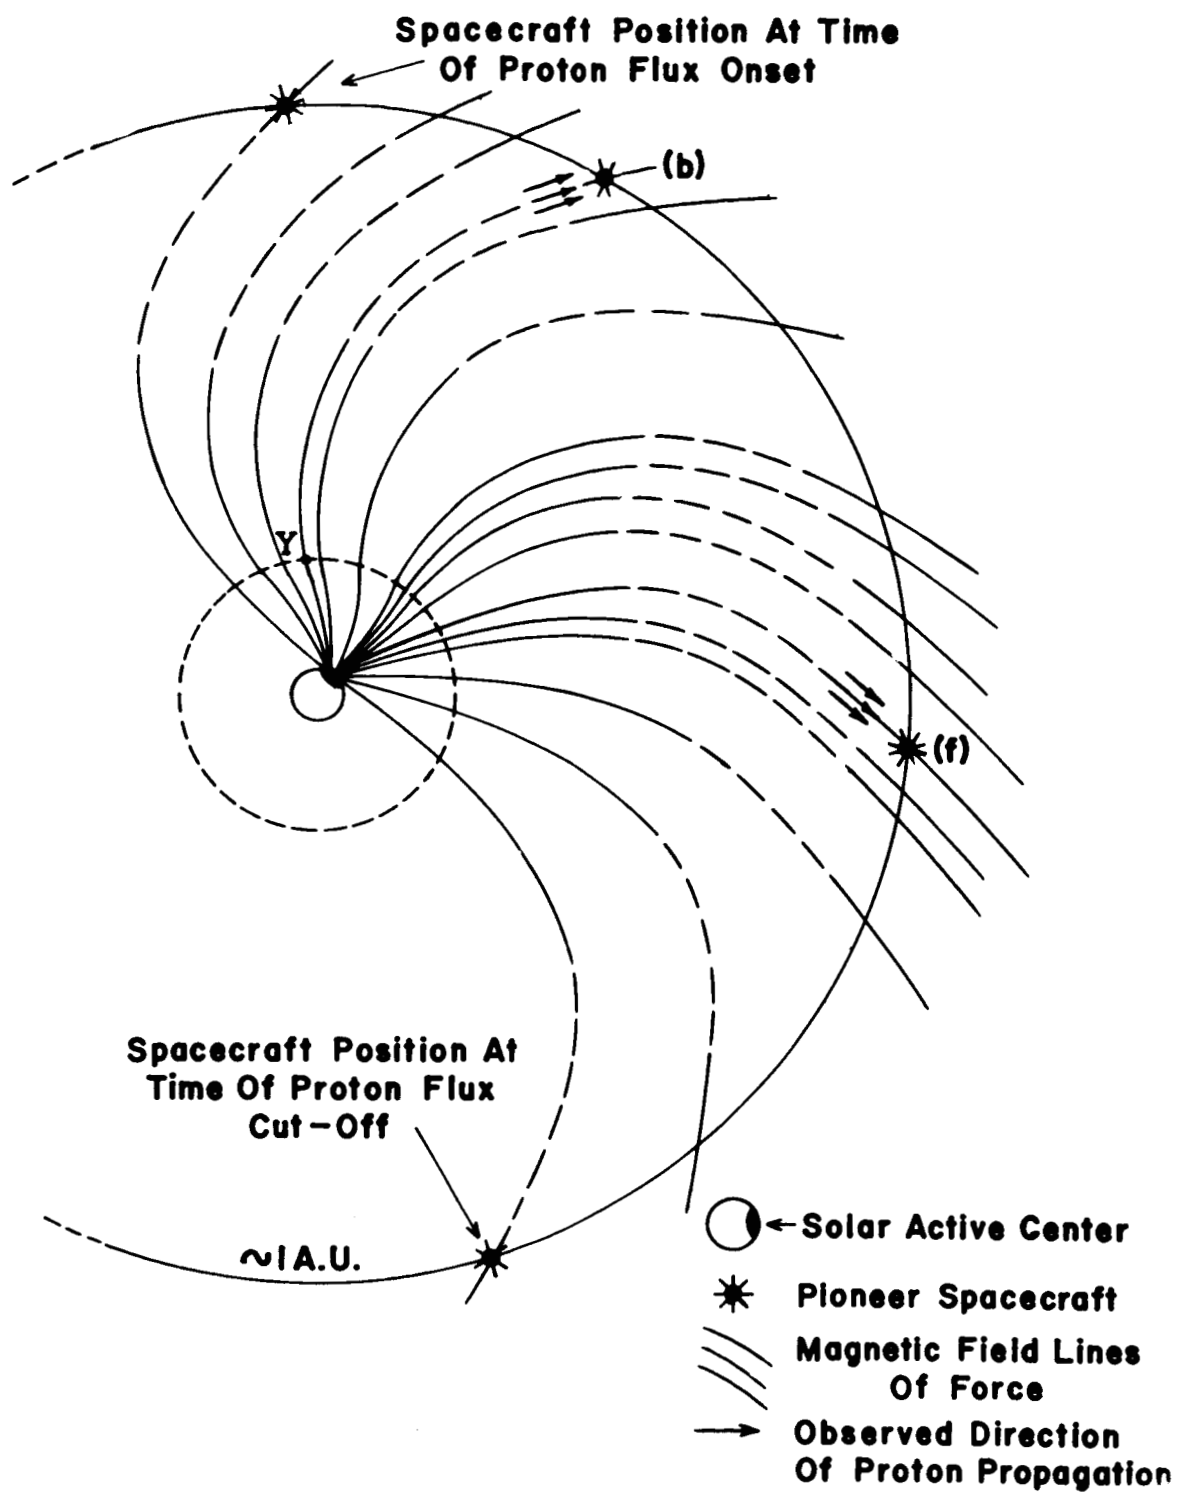 Spacecraft Position At Time
Of Proton Flux Onset
(b)
Y
(f)
Spacecraft Position At
Time Of Proton Flux
Cut-Off
~1 A.U.
Solar Active Center
Pioneer Spacecraft
Magnetic Field Lines
Of Force
Observed Direction
Of Proton Propagation